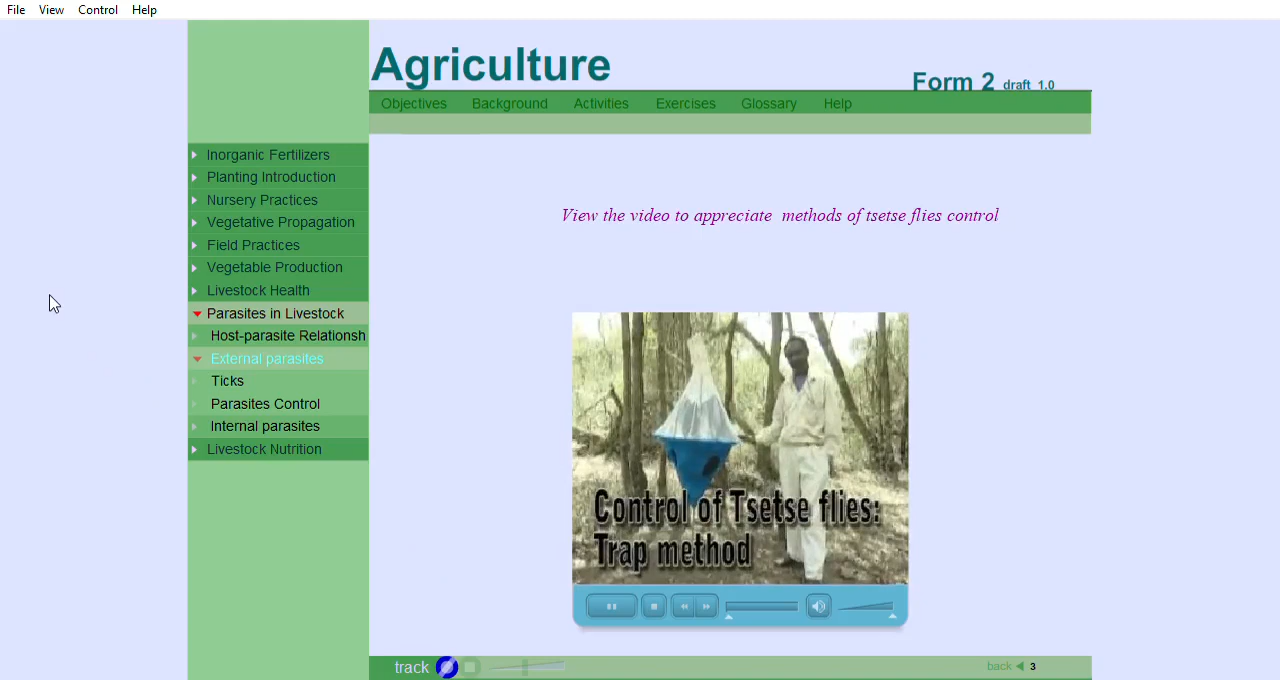 File View Control Help
Agriculture
Form 2 draft 1.0
Objectives Background Activities Exercises Glossary Help
Inorganic Fertilizers
Planting Introduction
Nursery Practices
Vegetative Propagation
Field Practices
Vegetable Production
Livestock Health
Parasites in Livestock
Host-parasite Relationsh
External parasites
Ticks
Parasites Control
Internal parasites
Livestock Nutrition
View the video to appreciate methods of tsetse flies control
Control of Tsetse flies:
Trap method
track
back 3